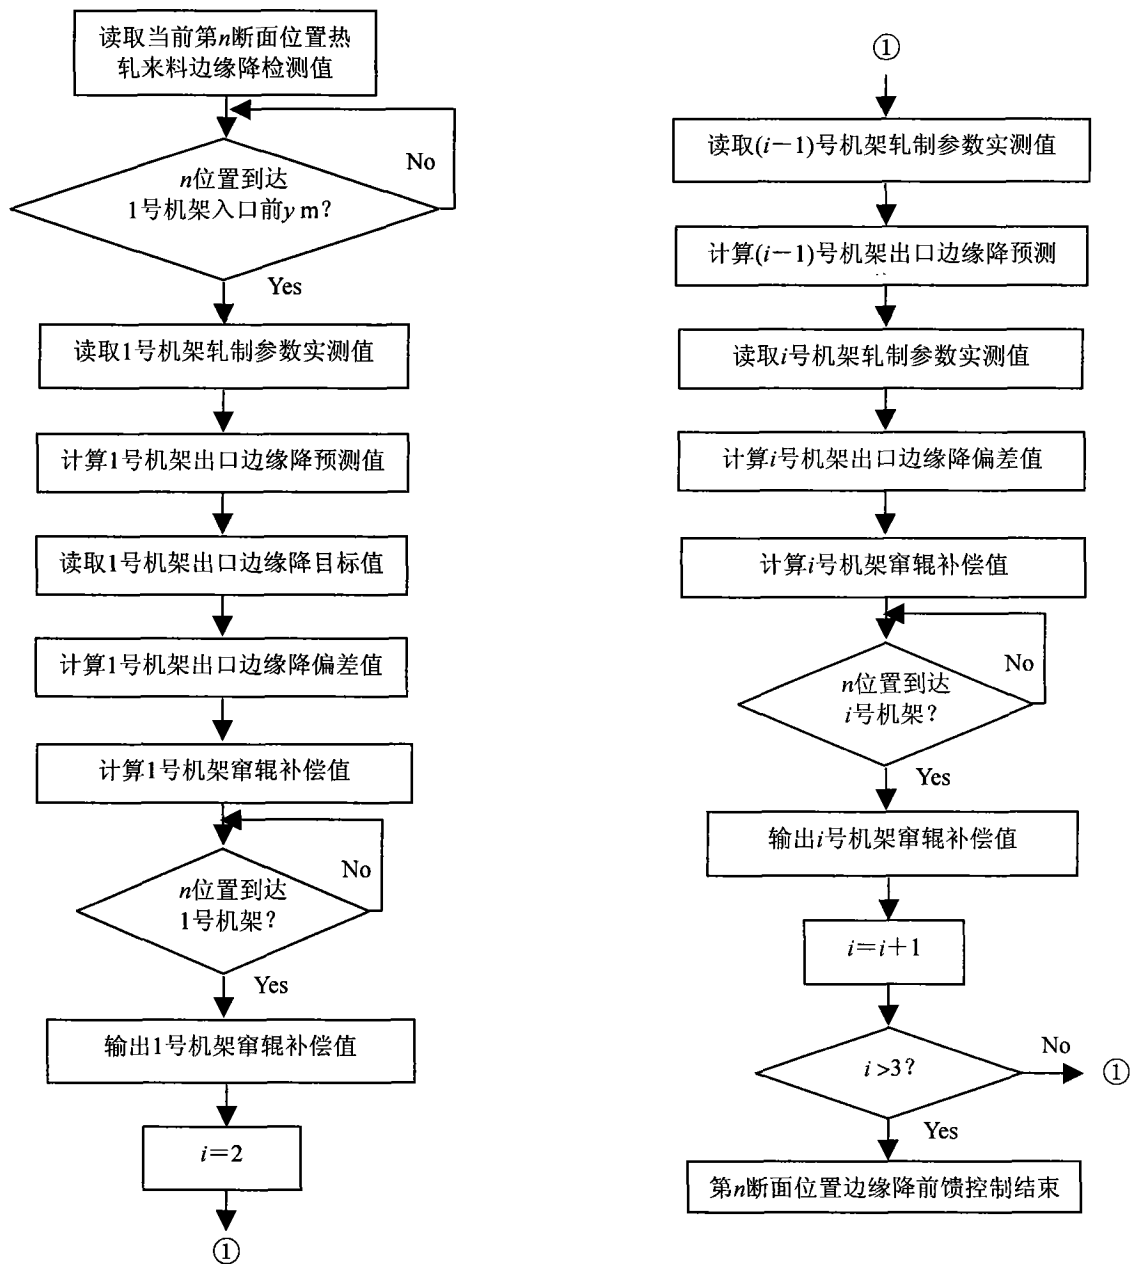 读取当前第n断面位置热
轧来料边缘降检测值
No
n位置到达
1号机架入口前y m?
Yes
读取1号机架轧制参数实测值
计算1号机架出口边缘降预测值
读取1号机架出口边缘降目标值
计算1号机架出口边缘降偏差值
计算1号机架窜辊补偿值
No
n位置到达
1号机架?
Yes
输出1号机架窜辊补偿值
i=2
①
①
读取(i-1)号机架轧制参数实测值
计算(i-1)号机架出口边缘降预测
读取i号机架轧制参数实测值
计算i号机架出口边缘降偏差值
计算i号机架窜辊补偿值
No
n位置到达
i号机架?
Yes
输出i号机架窜辊补偿值
i=i+1
No
i>3?
①
Yes
第n断面位置边缘降前馈控制结束